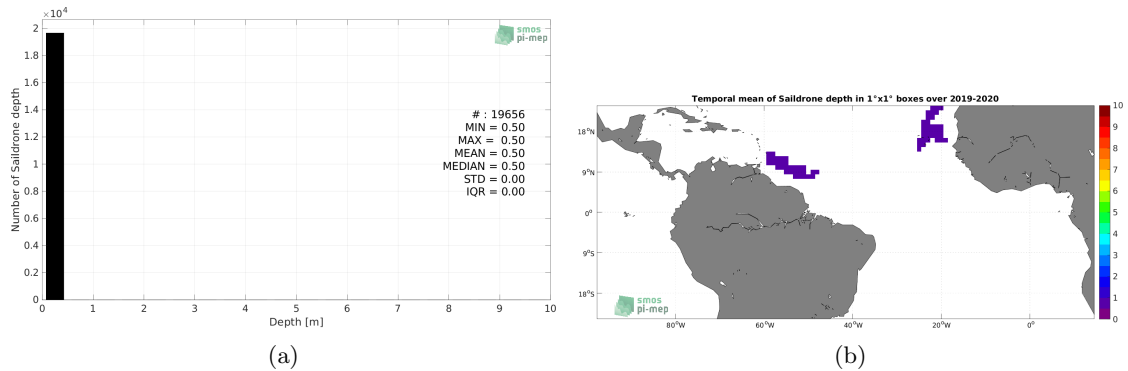 ×10⁴
2
1.8
1.6
1.4
1.2
1
0.8
0.6
0.4
0.2
0
Number of Saildrone depth
smos
pi-mep
# : 19656
MIN = 0.50
MAX = 0.50
MEAN = 0.50
MEDIAN = 0.50
STD = 0.00
IQR = 0.00
0 1 2 3 4 5 6 7 8 9 10
Depth [m]
(a)
Temporal mean of Saildrone depth in 1°x1° boxes over 2019-2020
18°N
9°N
0°
9°S
18°S
smos
pi-mep
80°W 60°W 40°W 20°W 0°
10
9
8
7
6
5
4
3
2
1
0
(b)